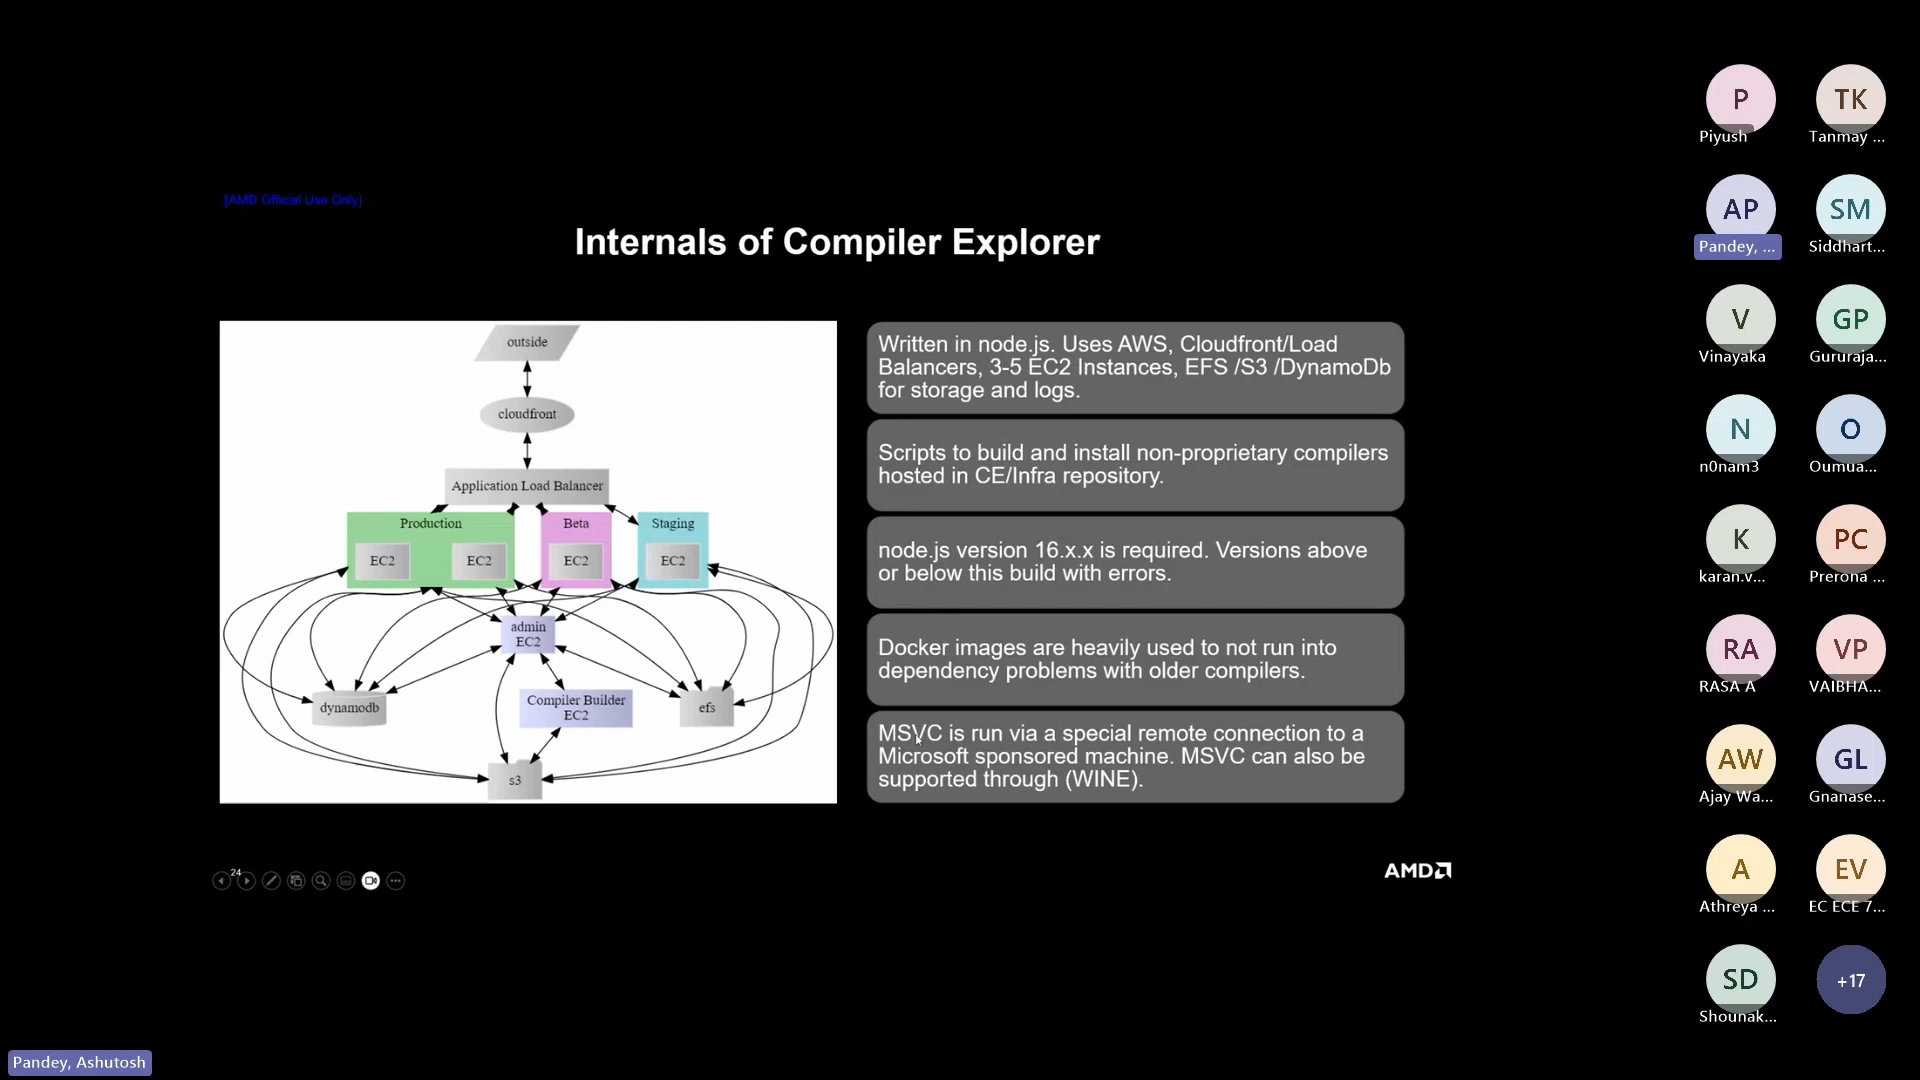 [AMD Official Use Only]
Internals of Compiler Explorer
outside
cloudfront
Application Load Balancer
Production
Beta
Staging
EC2
EC2
EC2
EC2
admin
EC2
dynamodb
Compiler Builder
EC2
efs
s3
Written in node.js. Uses AWS, Cloudfront/Load
Balancers, 3-5 EC2 Instances, EFS /S3 /DynamoDb
for storage and logs.
Scripts to build and install non-proprietary compilers
hosted in CE/Infra repository.
node.js version 16.x.x is required. Versions above
or below this build with errors.
Docker images are heavily used to not run into
dependency problems with older compilers.
MSVC is run via a special remote connection to a
Microsoft sponsored machine. MSVC can also be
supported through (WINE).
24
AMD
P
Piyush
TK
Tanmay ...
AP
Pandey, ...
SM
Siddhart...
V
Vinayaka
GP
Gururaja...
N
n0nam3
O
Oumua...
K
karan.v...
PC
Prerona ...
RA
RASA A
VP
VAIBHA...
AW
Ajay Wa...
GL
Gnanase...
A
Athreya ...
EV
EC ECE 7...
SD
Shounak...
+17
Pandey, Ashutosh